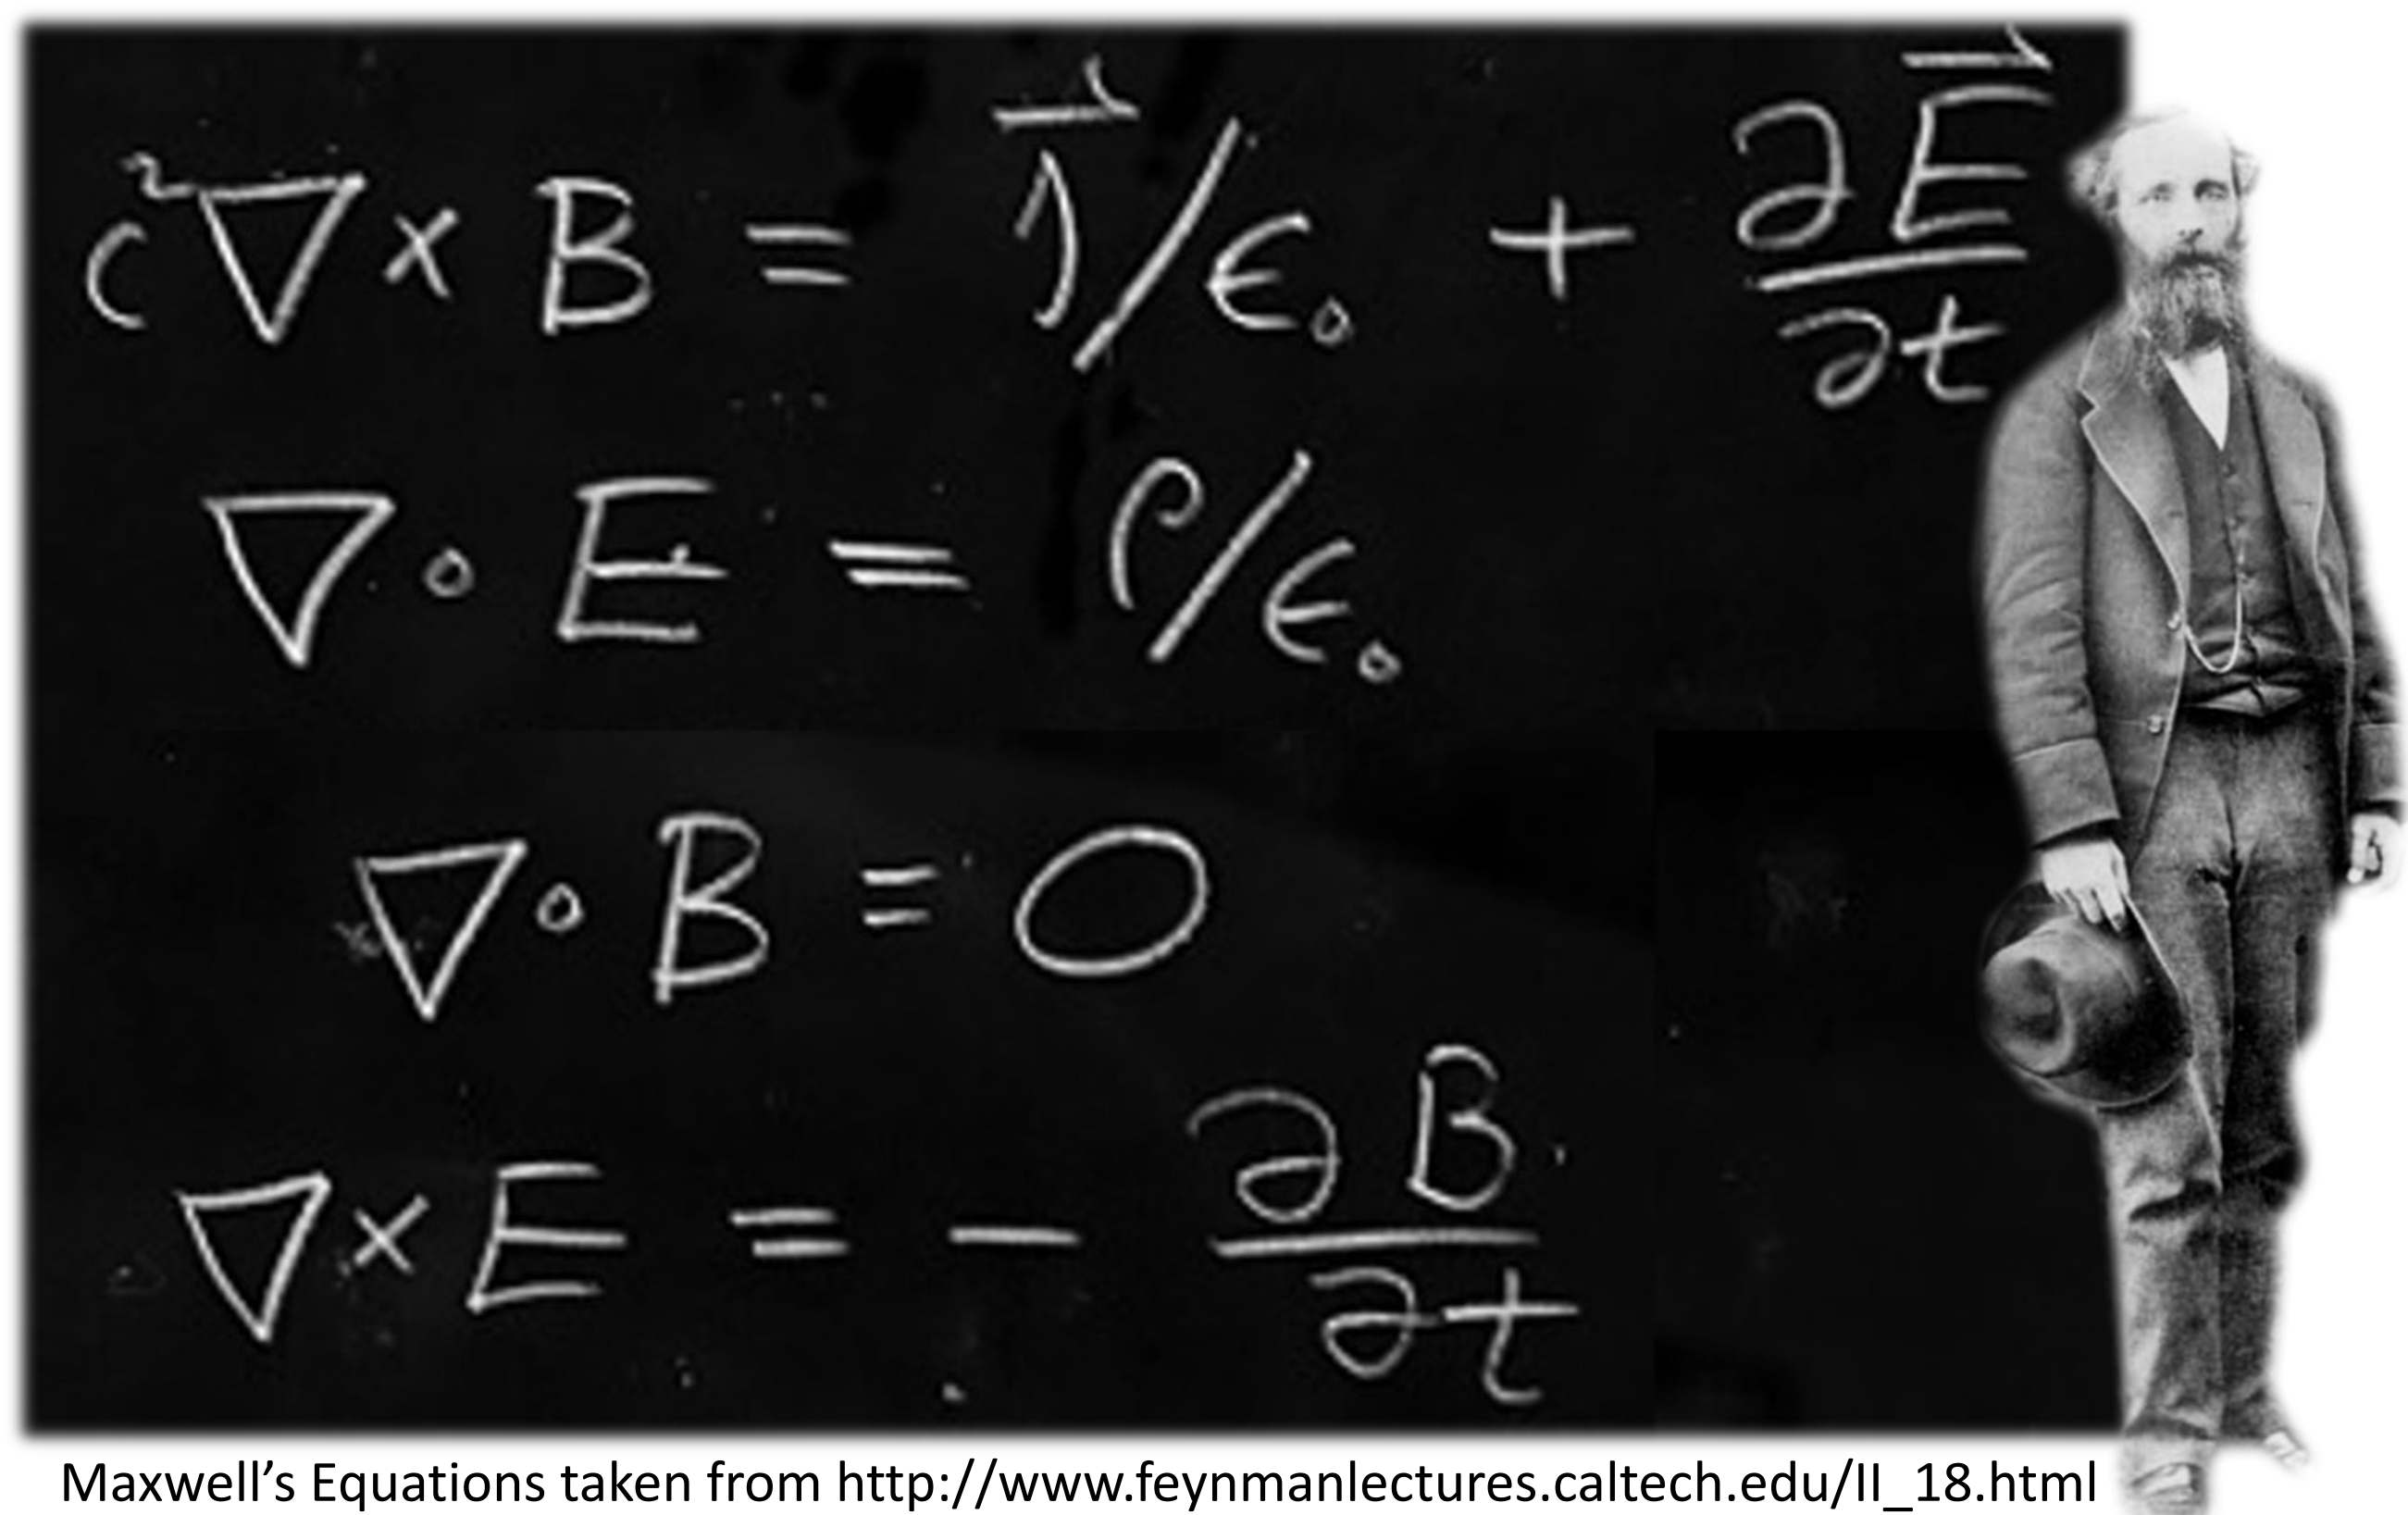 c²∇×B = j⃗/ϵ₀ + ∂E⃗/∂t
∇∘E = ρ/ϵ₀
∇∘B = 0
∇×E = - ∂B/∂t
Maxwell’s Equations taken from http://www.feynmanlectures.caltech.edu/II_18.html